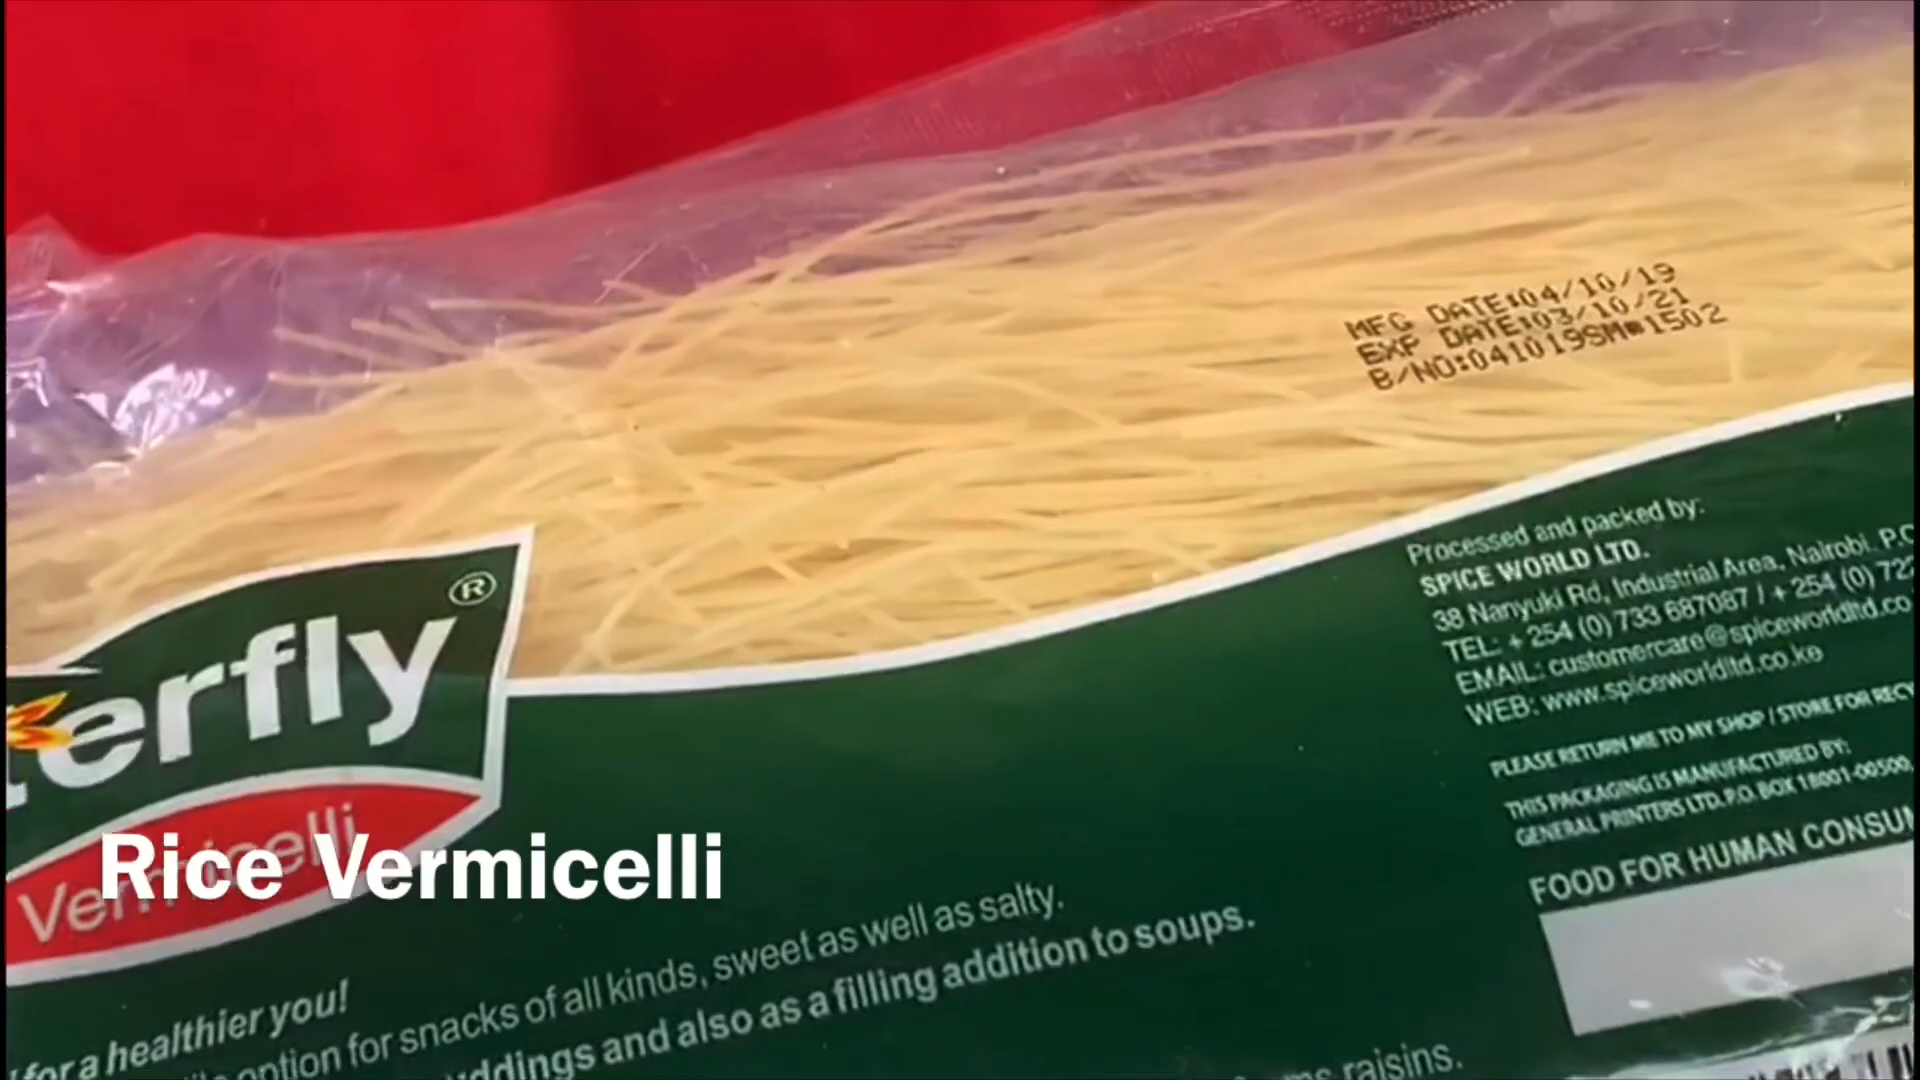 MFG DATE:04/10/19
EXP DATE:03/10/21
B/NO:041019SM 1502
Processed and packed by:
SPICE WORLD LTD.
38 Nanyuki Rd, Industrial Area, Nairobi. P.O
TEL: + 254 (0) 733 687087 / + 254 (0) 722
EMAIL: customercare@spiceworldltd.co
WEB: www.spiceworldltd.co.ke
PLEASE RETURN ME TO MY SHOP / STORE FOR RECY
THIS PACKAGING IS MANUFACTURED BY:
GENERAL PRINTERS LTD. P.O. BOX 18001-00500,
FOOD FOR HUMAN CONSUM
terfly ®
Vermicelli
Rice Vermicelli
for a healthier you!
option for snacks of all kinds, sweet as well as salty.
uddings and also as a filling addition to soups.
raisins.